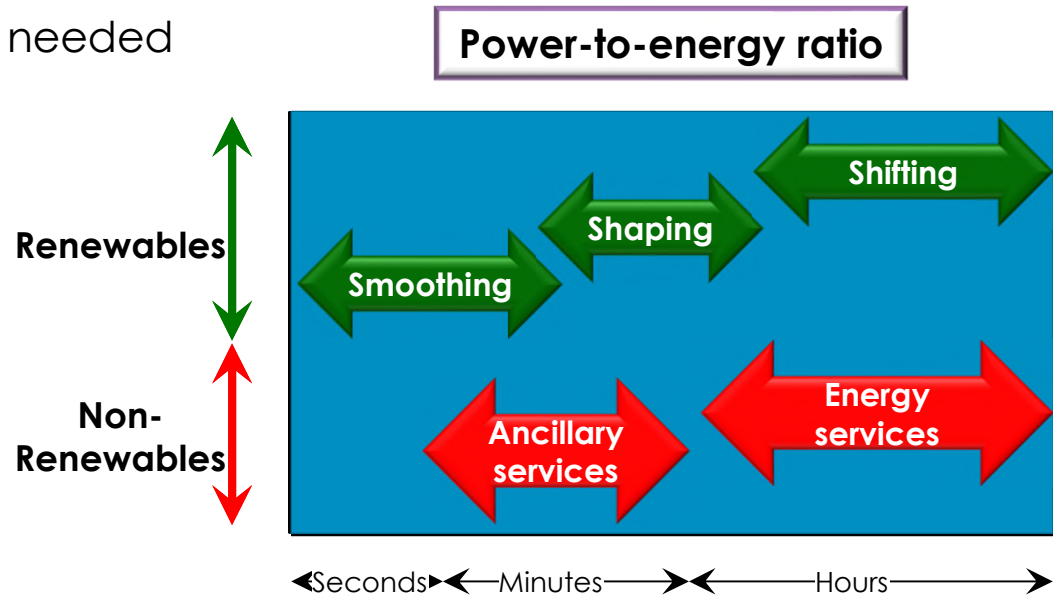 needed
Power-to-energy ratio
Shifting
Shaping
Renewables
Smoothing
Non-
Renewables
Ancillary
services
Energy
services
Seconds
Minutes
Hours